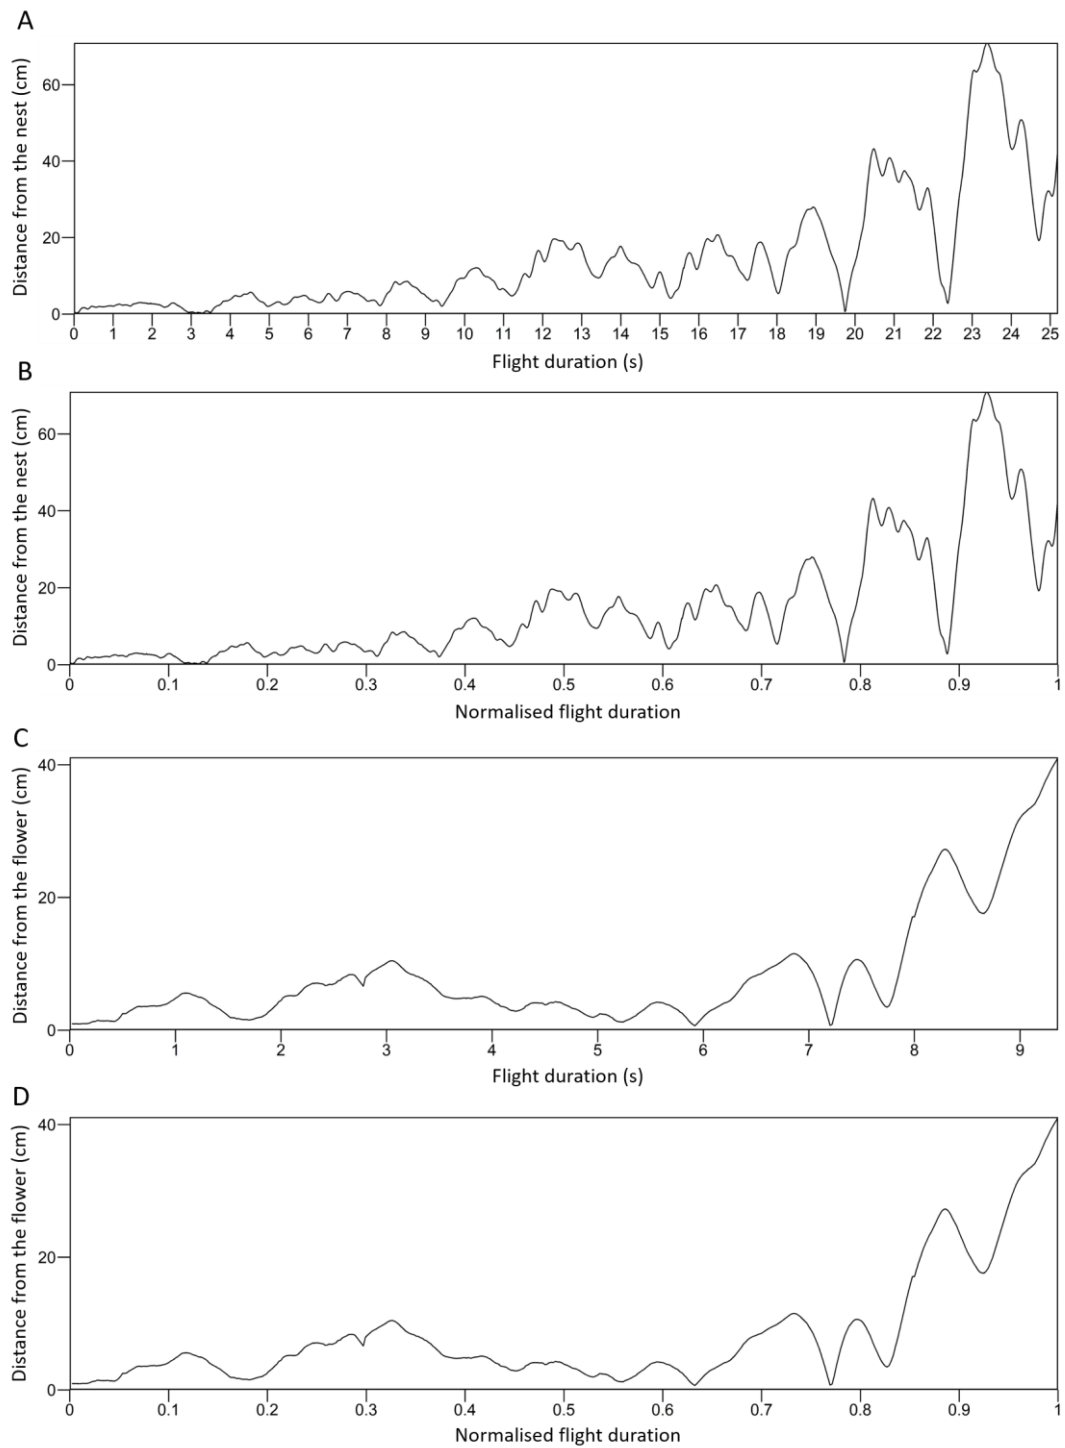 A
Distance from the nest (cm)
60
40
20
0
0 1 2 3 4 5 6 7 8 9 10 11 12 13 14 15 16 17 18 19 20 21 22 23 24 25
Flight duration (s)
B
Distance from the nest (cm)
60
40
20
0
0 0.1 0.2 0.3 0.4 0.5 0.6 0.7 0.8 0.9 1
Normalised flight duration
C
Distance from the flower (cm)
40
20
0
0 1 2 3 4 5 6 7 8 9
Flight duration (s)
D
Distance from the flower (cm)
40
20
0
0 0.1 0.2 0.3 0.4 0.5 0.6 0.7 0.8 0.9 1
Normalised flight duration